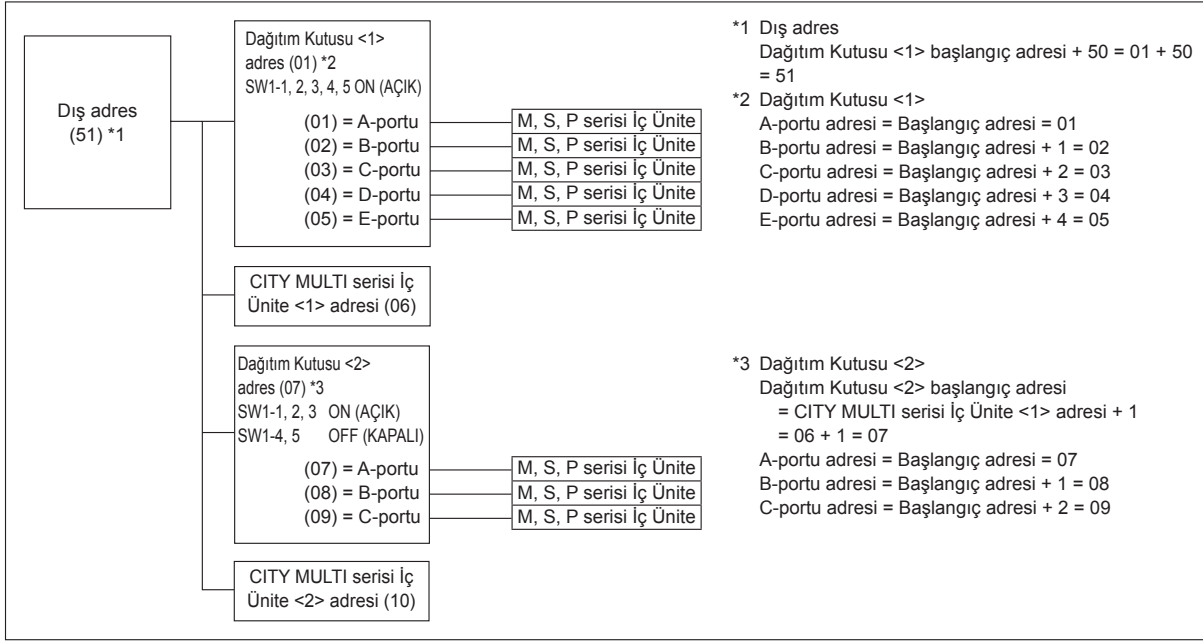 Dış adres
(51) *1
Dağıtım Kutusu <1>
adres (01) *2
SW1-1, 2, 3, 4, 5 ON (AÇIK)
(01) = A-portu
M, S, P serisi İç Ünite
(02) = B-portu
M, S, P serisi İç Ünite
(03) = C-portu
M, S, P serisi İç Ünite
(04) = D-portu
M, S, P serisi İç Ünite
(05) = E-portu
M, S, P serisi İç Ünite
CITY MULTI serisi İç
Ünite <1> adresi (06)
Dağıtım Kutusu <2>
adres (07) *3
SW1-1, 2, 3 ON (AÇIK)
SW1-4, 5 OFF (KAPALI)
(07) = A-portu
M, S, P serisi İç Ünite
(08) = B-portu
M, S, P serisi İç Ünite
(09) = C-portu
M, S, P serisi İç Ünite
CITY MULTI serisi İç
Ünite <2> adresi (10)
*1 Dış adres
Dağıtım Kutusu <1> başlangıç adresi + 50 = 01 + 50
= 51
*2 Dağıtım Kutusu <1>
A-portu adresi = Başlangıç adresi = 01
B-portu adresi = Başlangıç adresi + 1 = 02
C-portu adresi = Başlangıç adresi + 2 = 03
D-portu adresi = Başlangıç adresi + 3 = 04
E-portu adresi = Başlangıç adresi + 4 = 05
*3 Dağıtım Kutusu <2>
Dağıtım Kutusu <2> başlangıç adresi
= CITY MULTI serisi İç Ünite <1> adresi + 1
= 06 + 1 = 07
A-portu adresi = Başlangıç adresi = 07
B-portu adresi = Başlangıç adresi + 1 = 08
C-portu adresi = Başlangıç adresi + 2 = 09